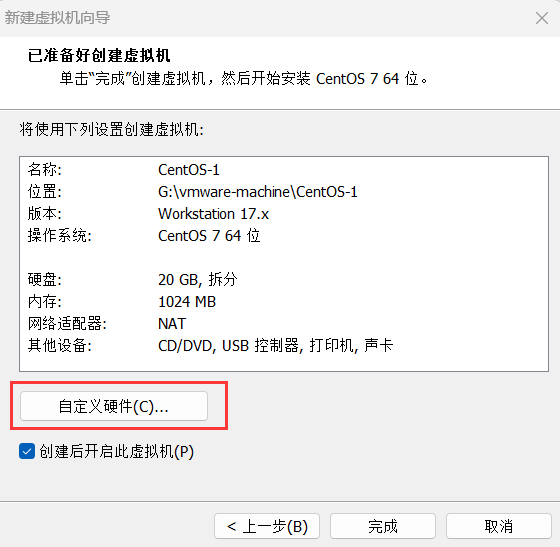 新建虚拟机向导
已准备好创建虚拟机
单击“完成”创建虚拟机，然后开始安装 CentOS 7 64 位。
将使用下列设置创建虚拟机:
名称: CentOS-1
位置: G:\vmware-machine\CentOS-1
版本: Workstation 17.x
操作系统: CentOS 7 64 位
硬盘: 20 GB, 拆分
内存: 1024 MB
网络适配器: NAT
其他设备: CD/DVD, USB 控制器, 打印机, 声卡
自定义硬件(C)...
创建后开启此虚拟机(P)
< 上一步(B) 完成 取消